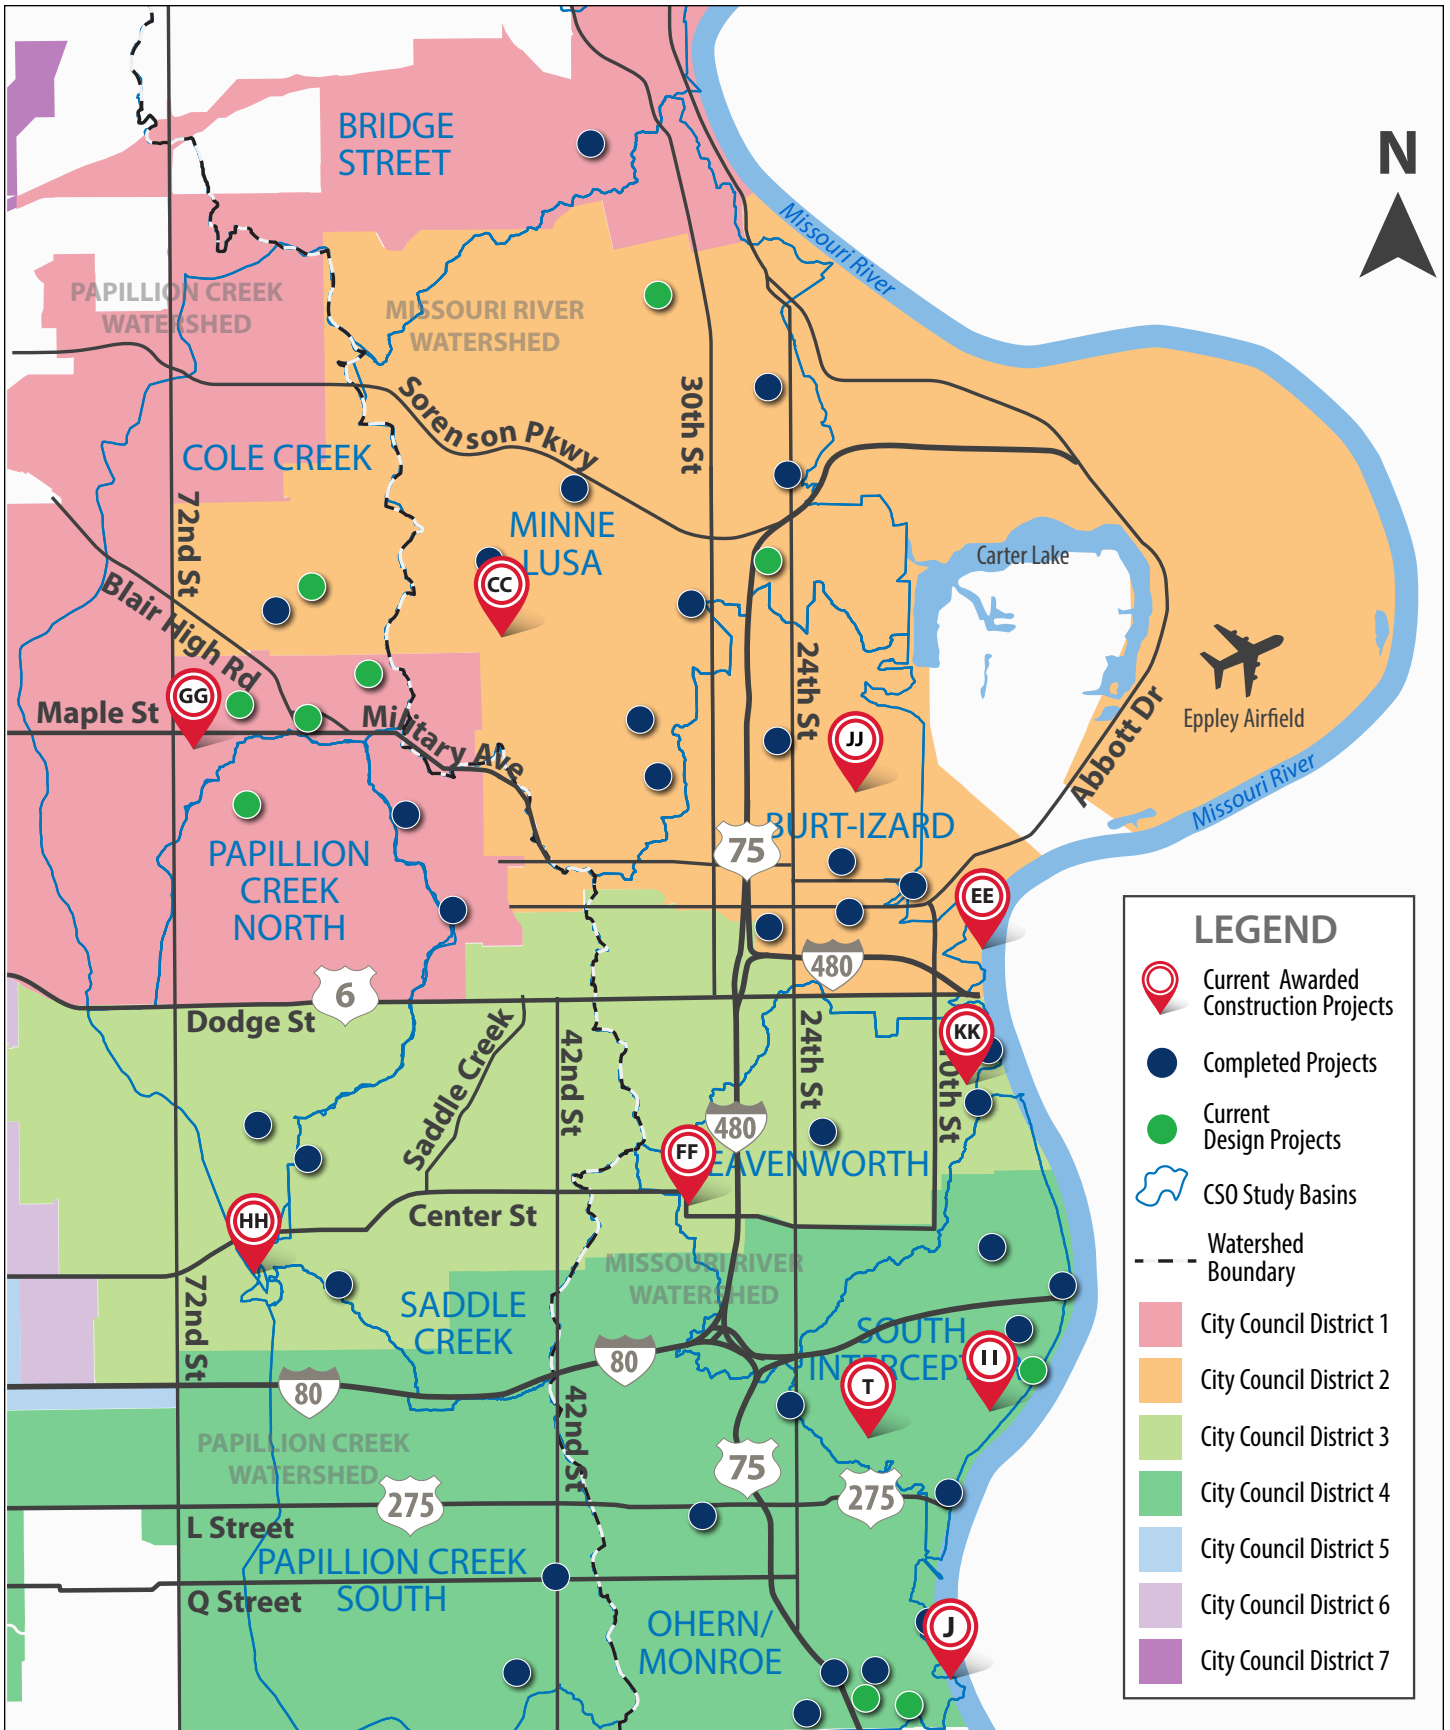 BRIDGE
STREET
N
Missouri River
PAPILLION CREEK
WATERSHED
MISSOURI RIVER
WATERSHED
Sorenson Pkwy
30th St
COLE CREEK
72nd St
MINNE
LUSA
Carter Lake
CC
Blair High Rd
24th St
Eppley Airfield
GG
Maple St
Military Ave
JJ
Abbott Dr
Missouri River
BURT-IZARD
75
PAPILLION
CREEK
NORTH
EE
480
6
Dodge St
Saddle Creek
42nd St
24th St
KK
10th St
480
FF
EAVENWORTH
HH
Center St
MISSOURI RIVER
WATERSHED
72nd St
SADDLE
CREEK
SOUTH
INTERCEPT
80
80
T
II
42nd St
PAPILLION CREEK
WATERSHED
75
275
275
L Street
PAPILLION CREEK
SOUTH
Q Street
OHERN/
MONROE
J
LEGEND
Current Awarded
Construction Projects
Completed Projects
Current
Design Projects
CSO Study Basins
Watershed
Boundary
City Council District 1
City Council District 2
City Council District 3
City Council District 4
City Council District 5
City Council District 6
City Council District 7